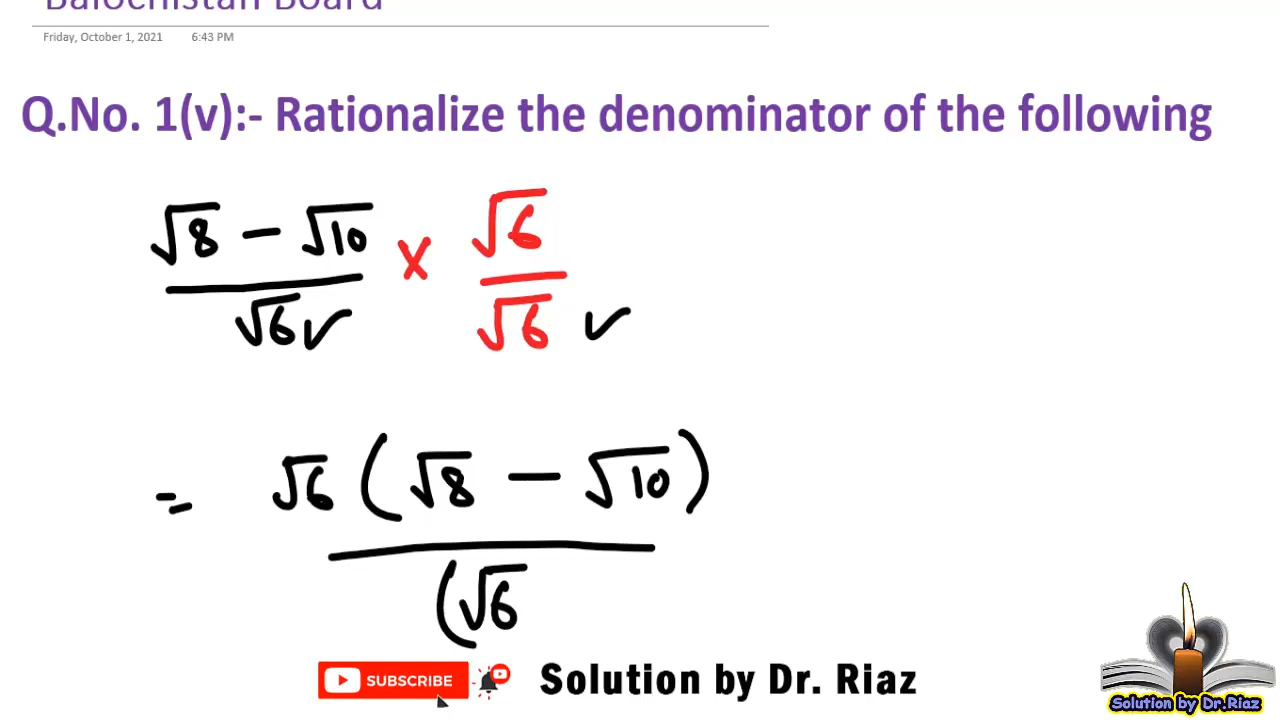 Balochistan Board
Friday, October 1, 2021 6:43 PM
Q.No. 1(v):- Rationalize the denominator of the following
√8 − √10 × √6
√6 ✓ √6 ✓
= √6 (√8 − √10)
(√6
SUBSCRIBE
Solution by Dr. Riaz
Solution by Dr.Riaz